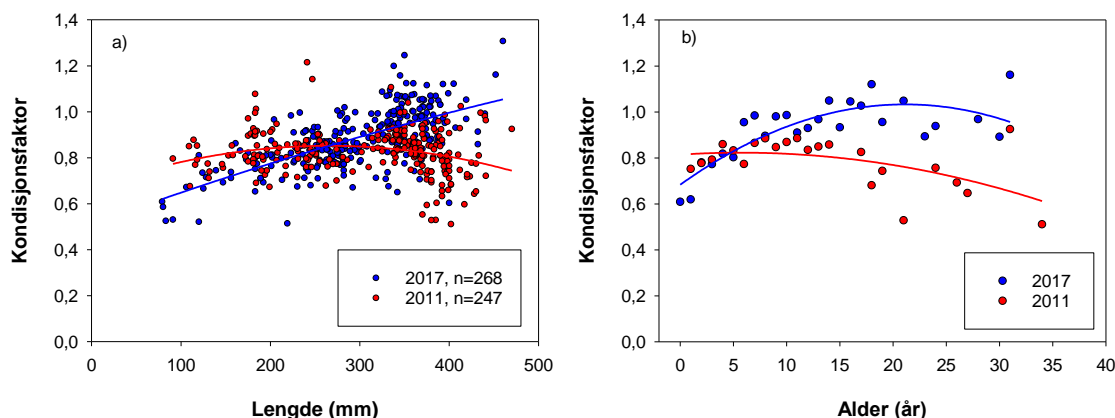 a)
Kondisjonsfaktor
1,4
1,2
1,0
0,8
0,6
0,4
0,2
0,0
2017, n=268
2011, n=247
0 100 200 300 400 500
Lengde (mm)
b)
Kondisjonsfaktor
1,4
1,2
1,0
0,8
0,6
0,4
0,2
0,0
2017
2011
0 5 10 15 20 25 30 35 40
Alder (år)